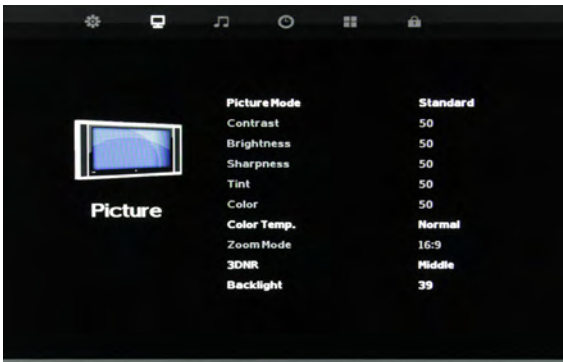 Picture Mode Standard
Contrast 50
Brightness 50
Sharpness 50
Tint 50
Picture
Color 50
Color Temp. Normal
Zoom Mode 16:9
3DNR Middle
Backlight 39